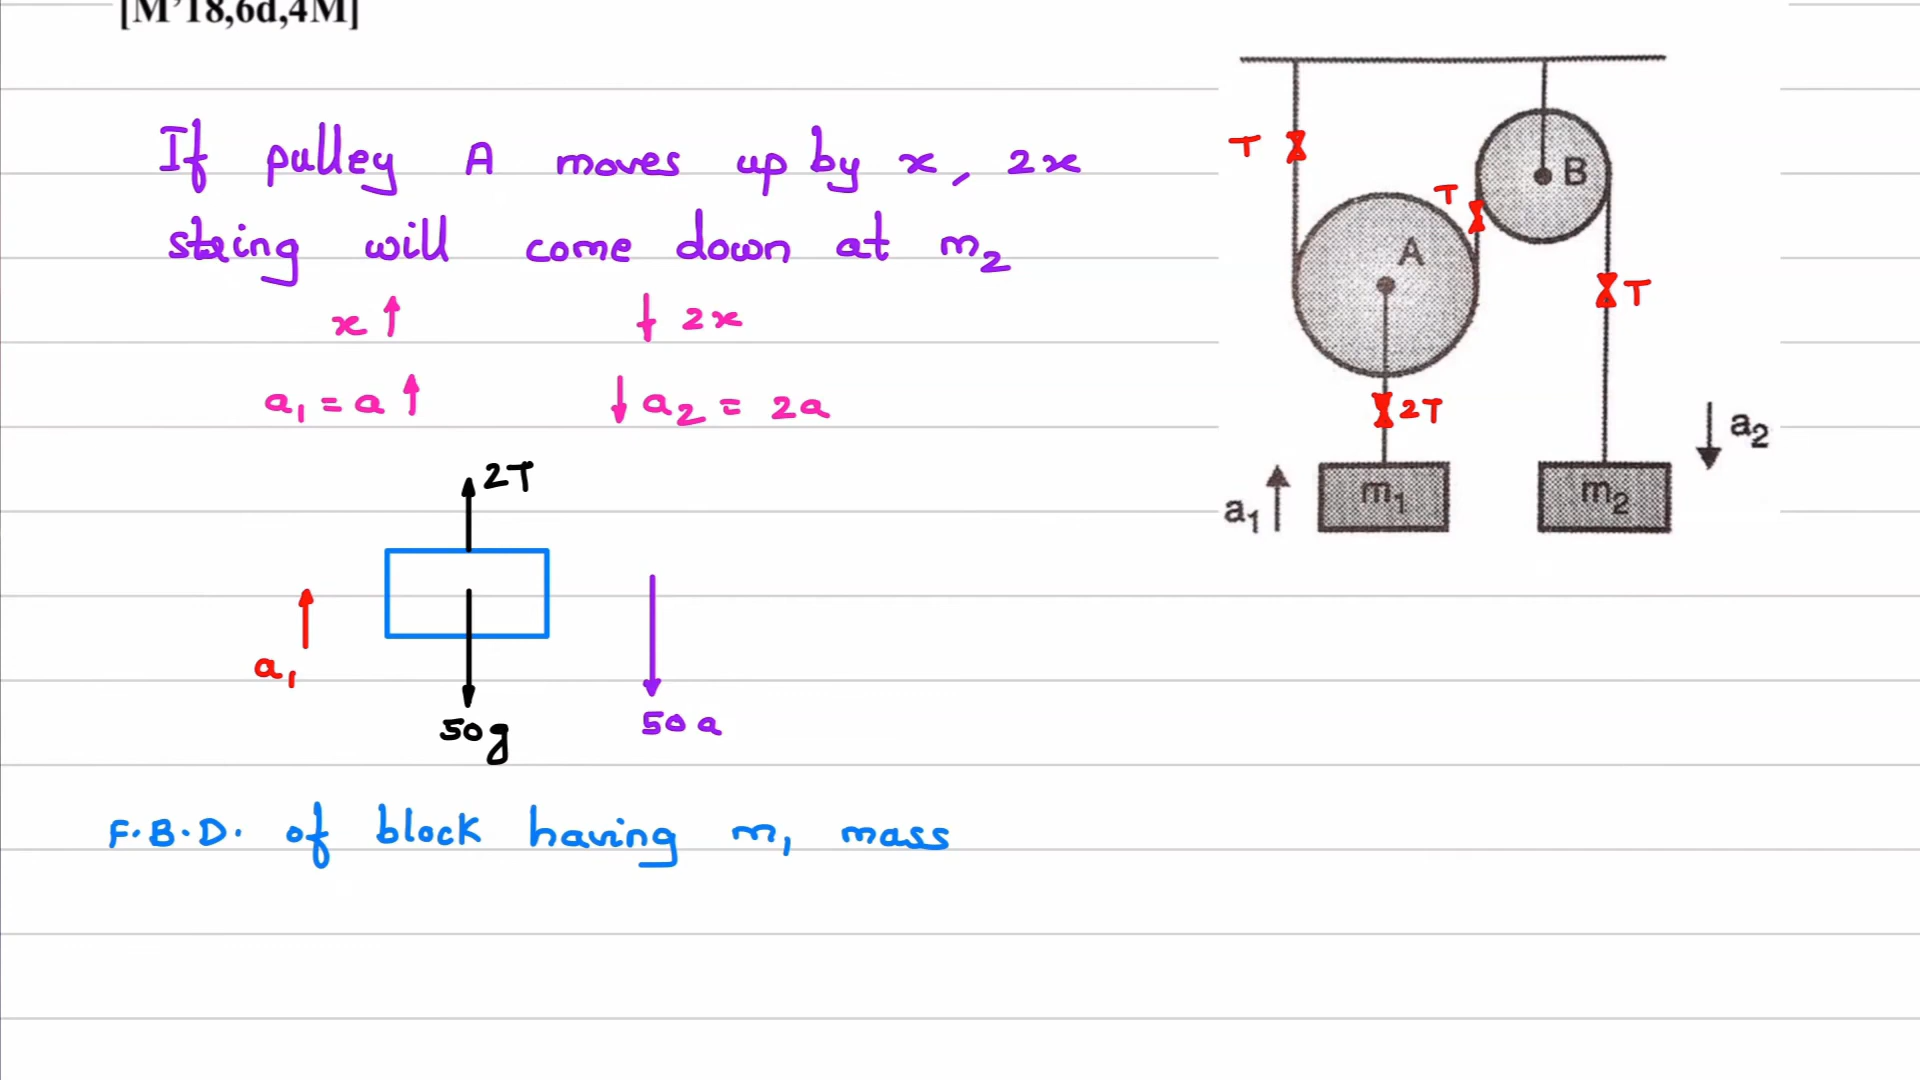 [M’18,6d,4M]
If pulley A moves up by x, 2x
string will come down at m2
x ↑ ↓ 2x
a1 = a ↑ ↓ a2 = 2a
2T
a1
50g
50a
F.B.D. of block having m1 mass
T
B
T
A
T
2T
a2
m1
m2
a1